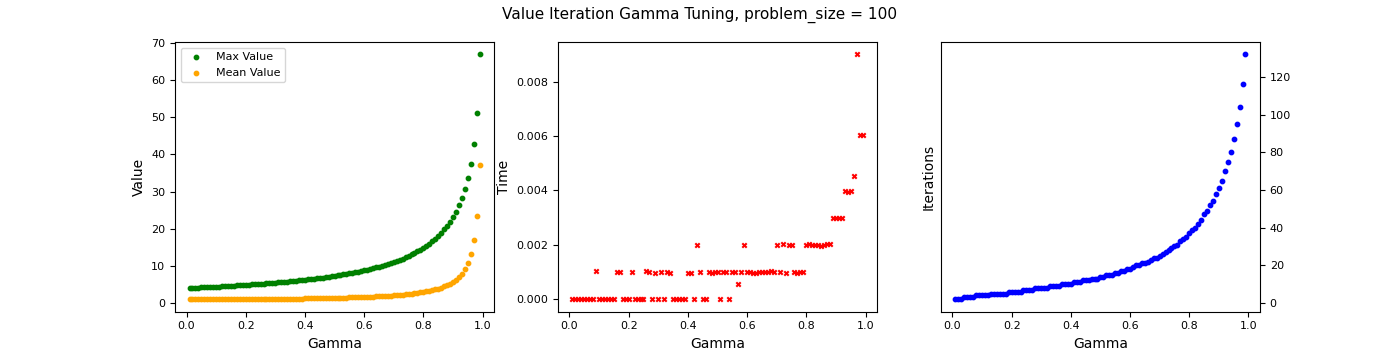 Value Iteration Gamma Tuning, problem_size = 100
Value
70
60
50
40
30
20
10
0
Max Value
Mean Value
0.0 0.2 0.4 0.6 0.8 1.0
Gamma
Time
0.008
0.006
0.004
0.002
0.000
0.0 0.2 0.4 0.6 0.8 1.0
Gamma
Iterations
120
100
80
60
40
20
0
0.0 0.2 0.4 0.6 0.8 1.0
Gamma